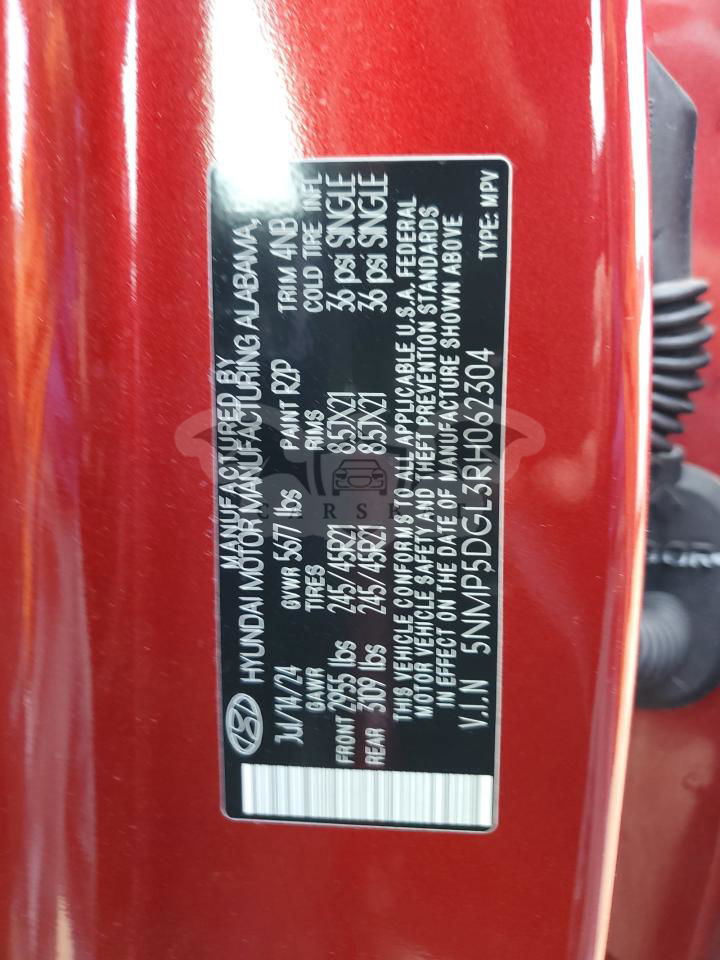 MANUFACTURED BY
HYUNDAI MOTOR MANUFACTURING ALABAMA,
Jul/14/24 GVWR 5677 lbs PAINT R2P TRIM 4NB
GAWR TIRES RIMS COLD TIRE INFL
FRONT 2955 lbs 245/45R21 8.5JX21 36 psi SINGLE
REAR 3109 lbs 245/45R21 8.5JX21 36 psi SINGLE
THIS VEHICLE CONFORMS TO ALL APPLICABLE U.S.A. FEDERAL
MOTOR VEHICLE SAFETY AND THEFT PREVENTION STANDARDS
IN EFFECT ON THE DATE OF MANUFACTURE SHOWN ABOVE
V.I.N 5NMP5DGL3RH062304 TYPE: MPV